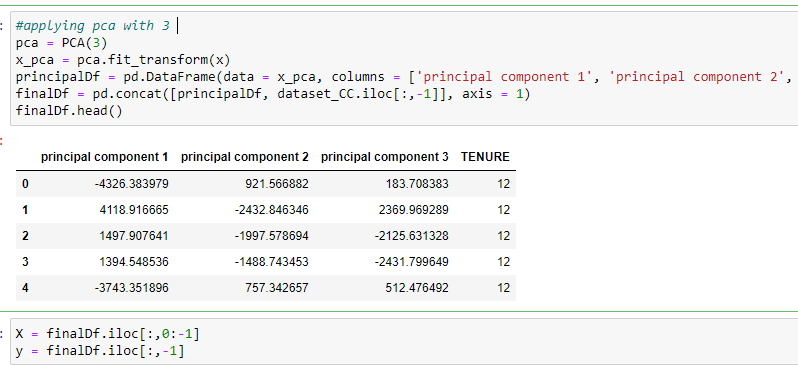 #applying pca with 3
pca = PCA(3)
x_pca = pca.fit_transform(x)
principalDf = pd.DataFrame(data = x_pca, columns = ['principal component 1', 'principal component 2',
finalDf = pd.concat([principalDf, dataset_CC.iloc[:,-1]], axis = 1)
finalDf.head()
principal component 1 principal component 2 principal component 3 TENURE
0 -4326.383979 921.566882 183.708383 12
1 4118.916665 -2432.846346 2369.969289 12
2 1497.907641 -1997.578694 -2125.631328 12
3 1394.548536 -1488.743453 -2431.799649 12
4 -3743.351896 757.342657 512.476492 12
X = finalDf.iloc[:,0:-1]
y = finalDf.iloc[:,-1]